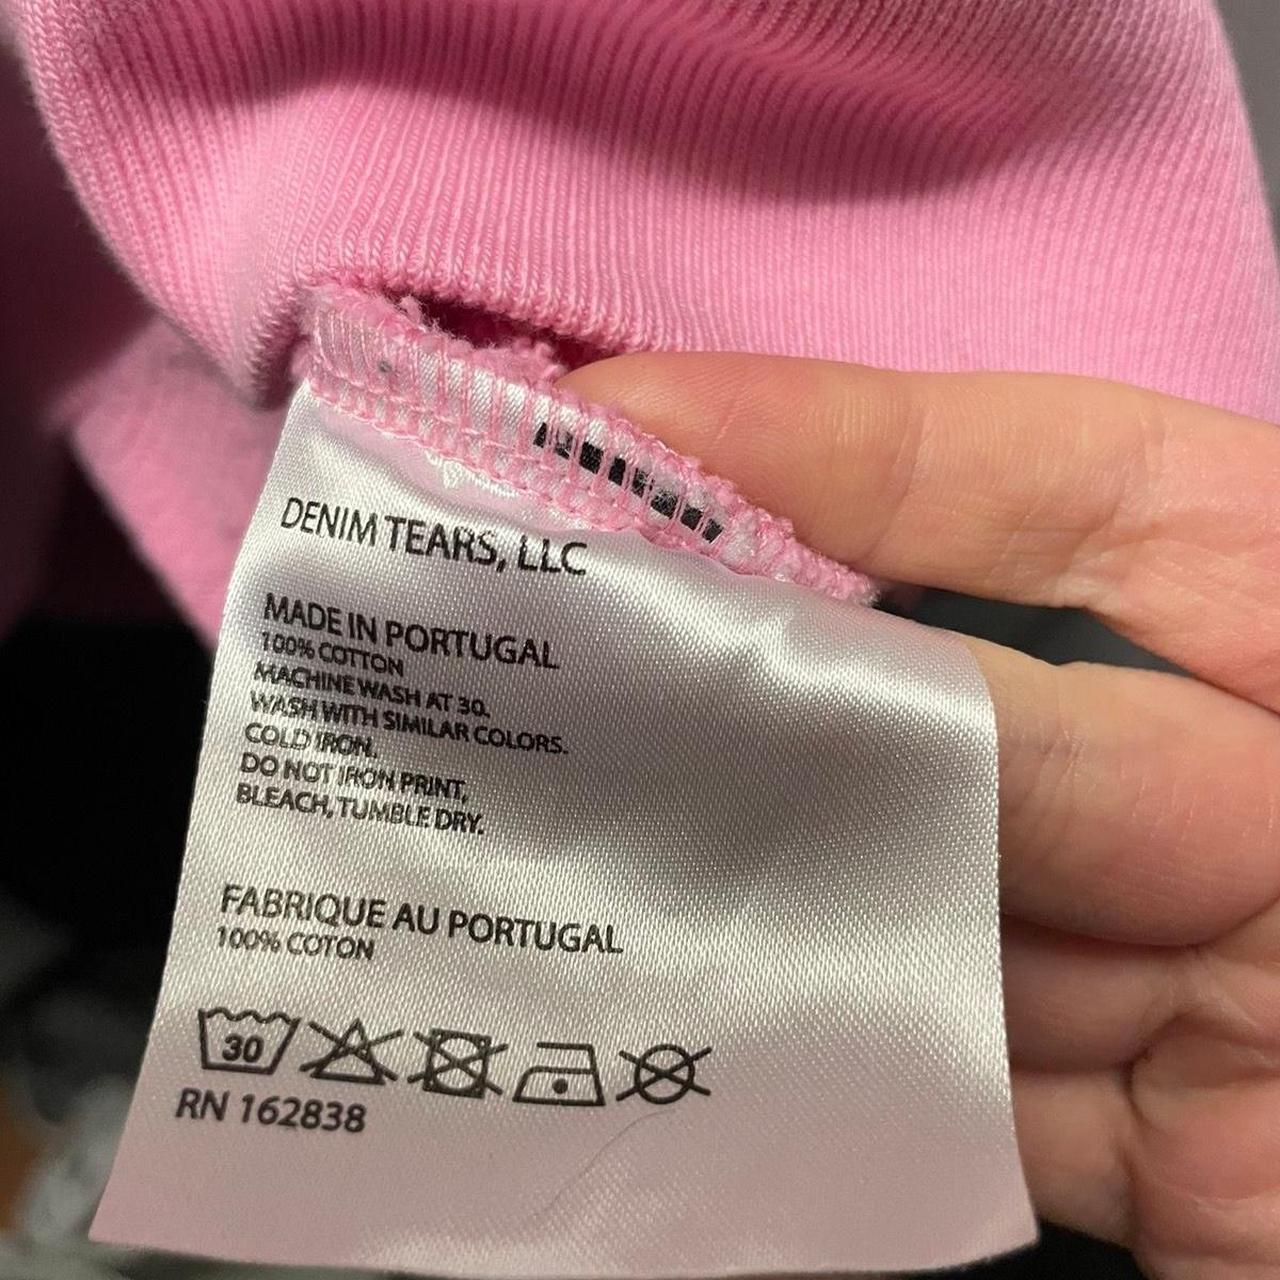 DENIM TEARS, LLC
MADE IN PORTUGAL
100% COTTON
MACHINE WASH AT 30.
WASH WITH SIMILAR COLORS.
COLD IRON.
DO NOT IRON PRINT,
BLEACH, TUMBLE DRY.
FABRIQUE AU PORTUGAL
100% COTON
30
RN 162838